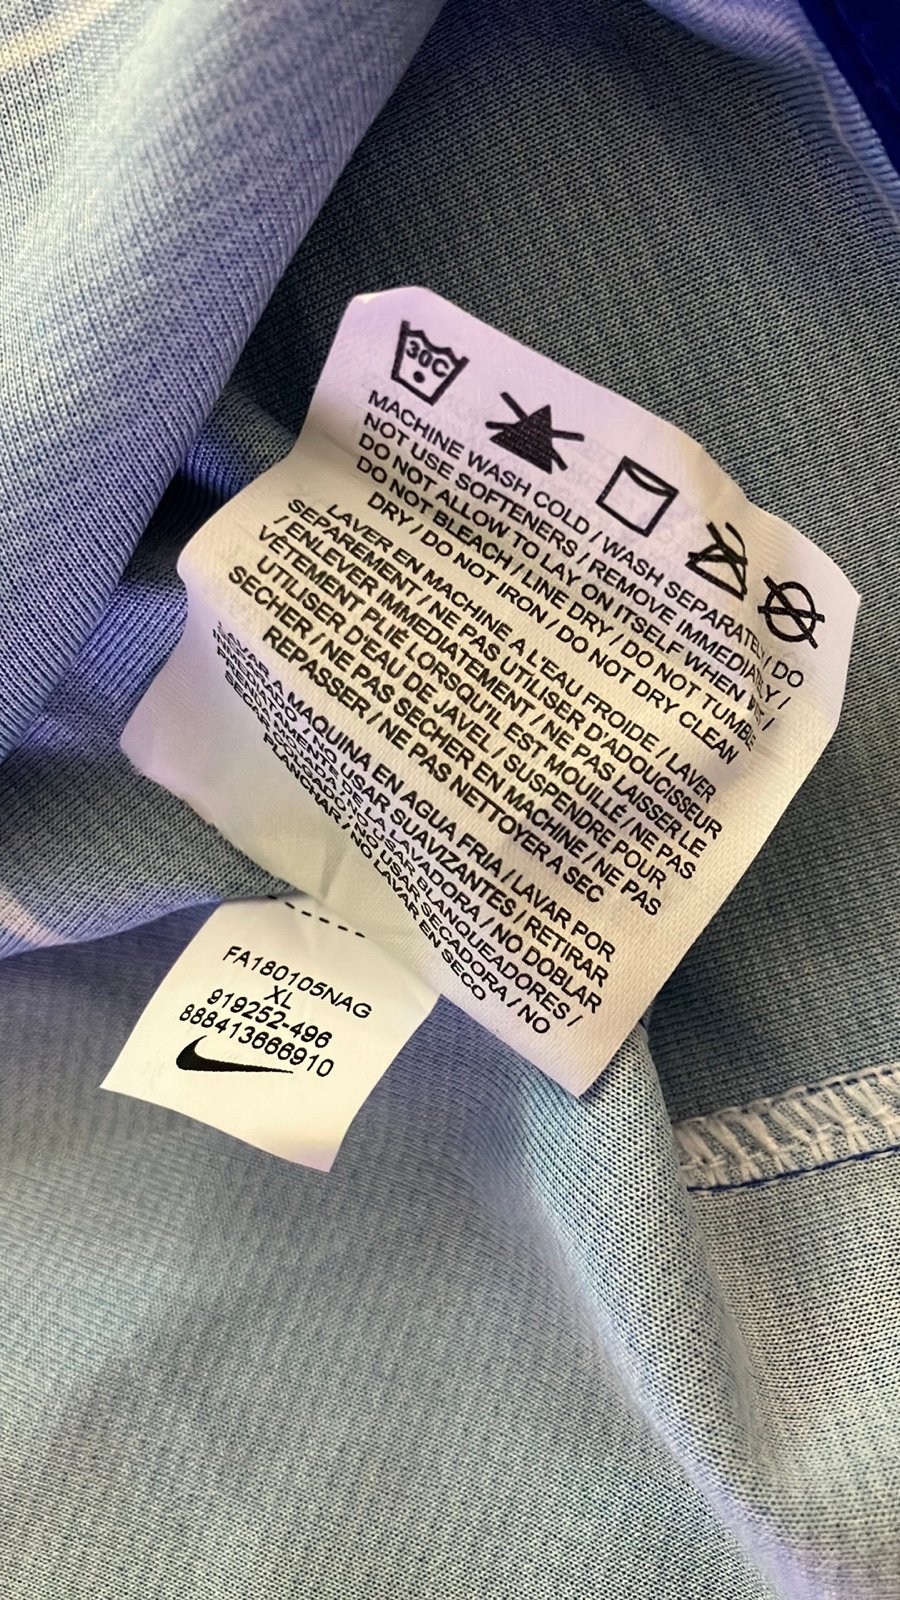 30C
MACHINE WASH COLD / WASH SEPARATELY / DO
NOT USE SOFTENERS / REMOVE IMMEDIATELY /
DO NOT ALLOW TO LAY ON ITSELF WHEN WET /
DO NOT BLEACH / LINE DRY / DO NOT TUMBLE
DRY / DO NOT IRON / DO NOT DRY CLEAN
LAVER EN MACHINE A L'EAU FROIDE / LAVER
SEPAREMENT / NE PAS UTILISER D'ADOUCISSEUR
/ ENLEVER IMMEDIATEMENT / NE PAS LAISSER LE
VÊTEMENT PLIÉ LORSQU'IL EST MOUILLÉ / NE PAS
UTILISER D'EAU DE JAVEL / SUSPENDRE POUR
SECHER / NE PAS SECHER EN MACHINE / NE PAS
REPASSER / NE PAS NETTOYER A SEC
LAVAR A MAQUINA EN AGUA FRIA / LAVAR POR
SEPARADO / NO USAR SUAVIZANTES / RETIRAR
DE LA LAVADORA / NO DOBLAR
NO USAR BLANQUEADORES /
NO USAR SECADORA / NO
PLANCHAR / NO LAVAR EN SECO
FA180105NAG
XL
919252-496
888413666910